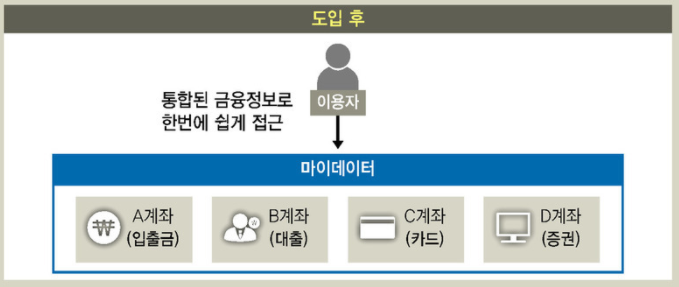 도입 후
통합된 금융정보로
한번에 쉽게 접근
이용자
마이데이터
₩
A계좌
(입출금)
W
B계좌
(대출)
C계좌
(카드)
D계좌
(증권)